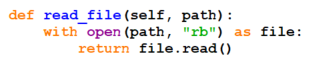 def read_file(self, path):
    with open(path, "rb") as file:
        return file.read()